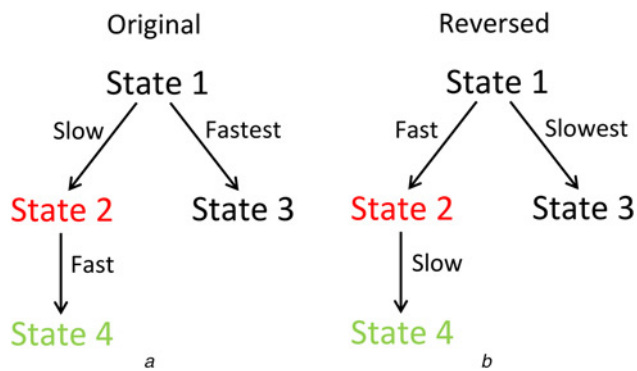 Original
State 1
Slow
Fastest
State 2
State 3
Fast
State 4
a
Reversed
State 1
Fast
Slowest
State 2
State 3
Slow
State 4
b